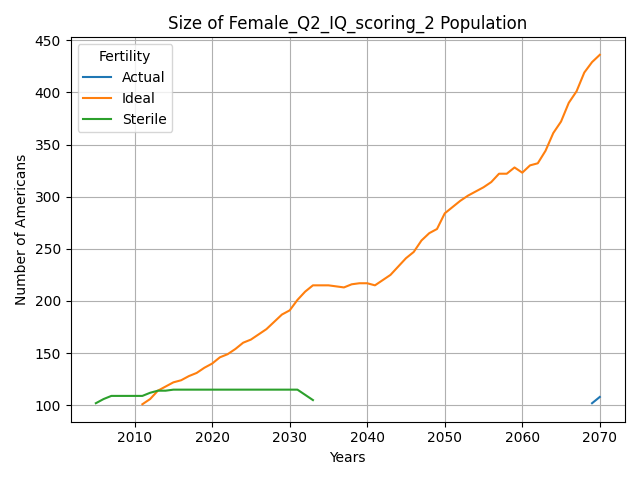 Size of Female_Q2_IQ_scoring_2 Population
Fertility
Actual
Ideal
Sterile
Number of Americans
450
400
350
300
250
200
150
100
2010 2020 2030 2040 2050 2060 2070
Years